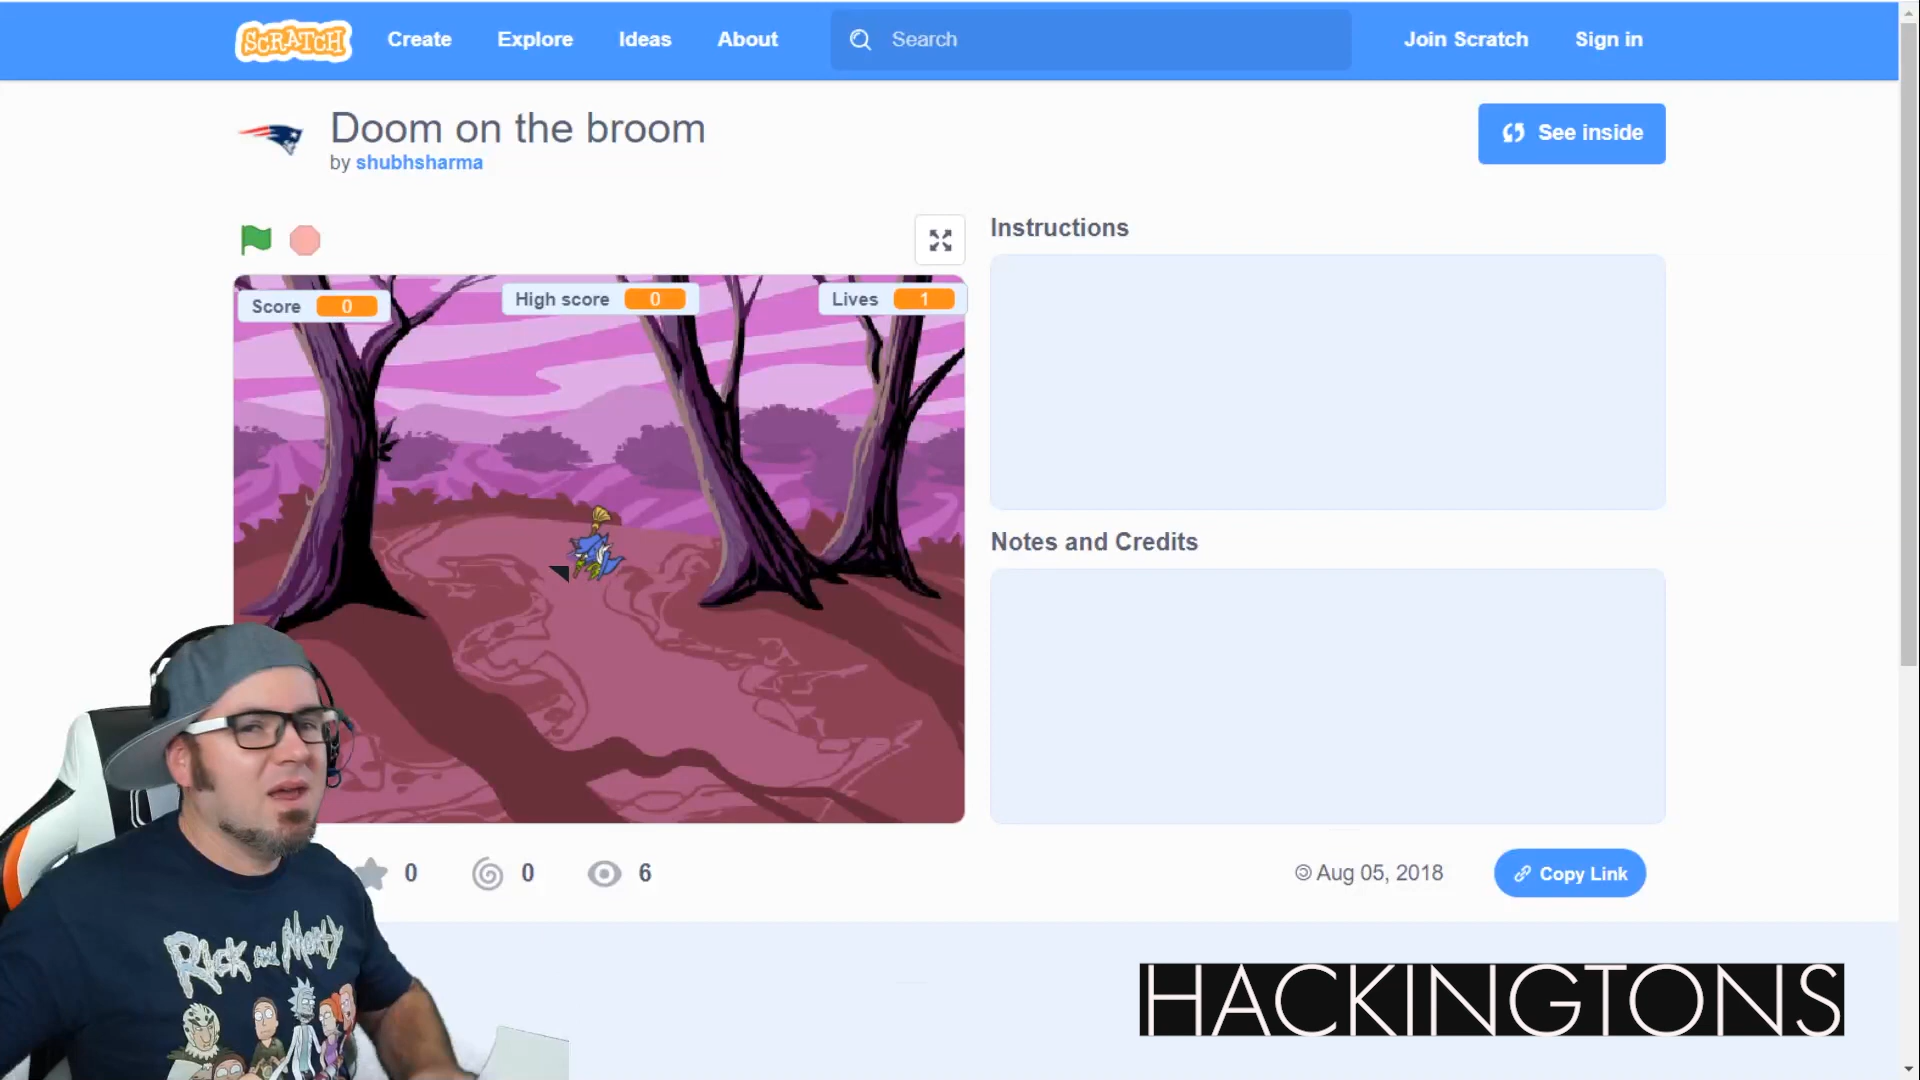 SCRATCH
Create
Explore
Ideas
About
Search
Join Scratch
Sign in
Doom on the broom
by shubhsharma
See inside
Instructions
Score 0
High score 0
Lives 1
Notes and Credits
0
0
6
Aug 05, 2018
Copy Link
RICK AND MORTY
HACKINGTONS